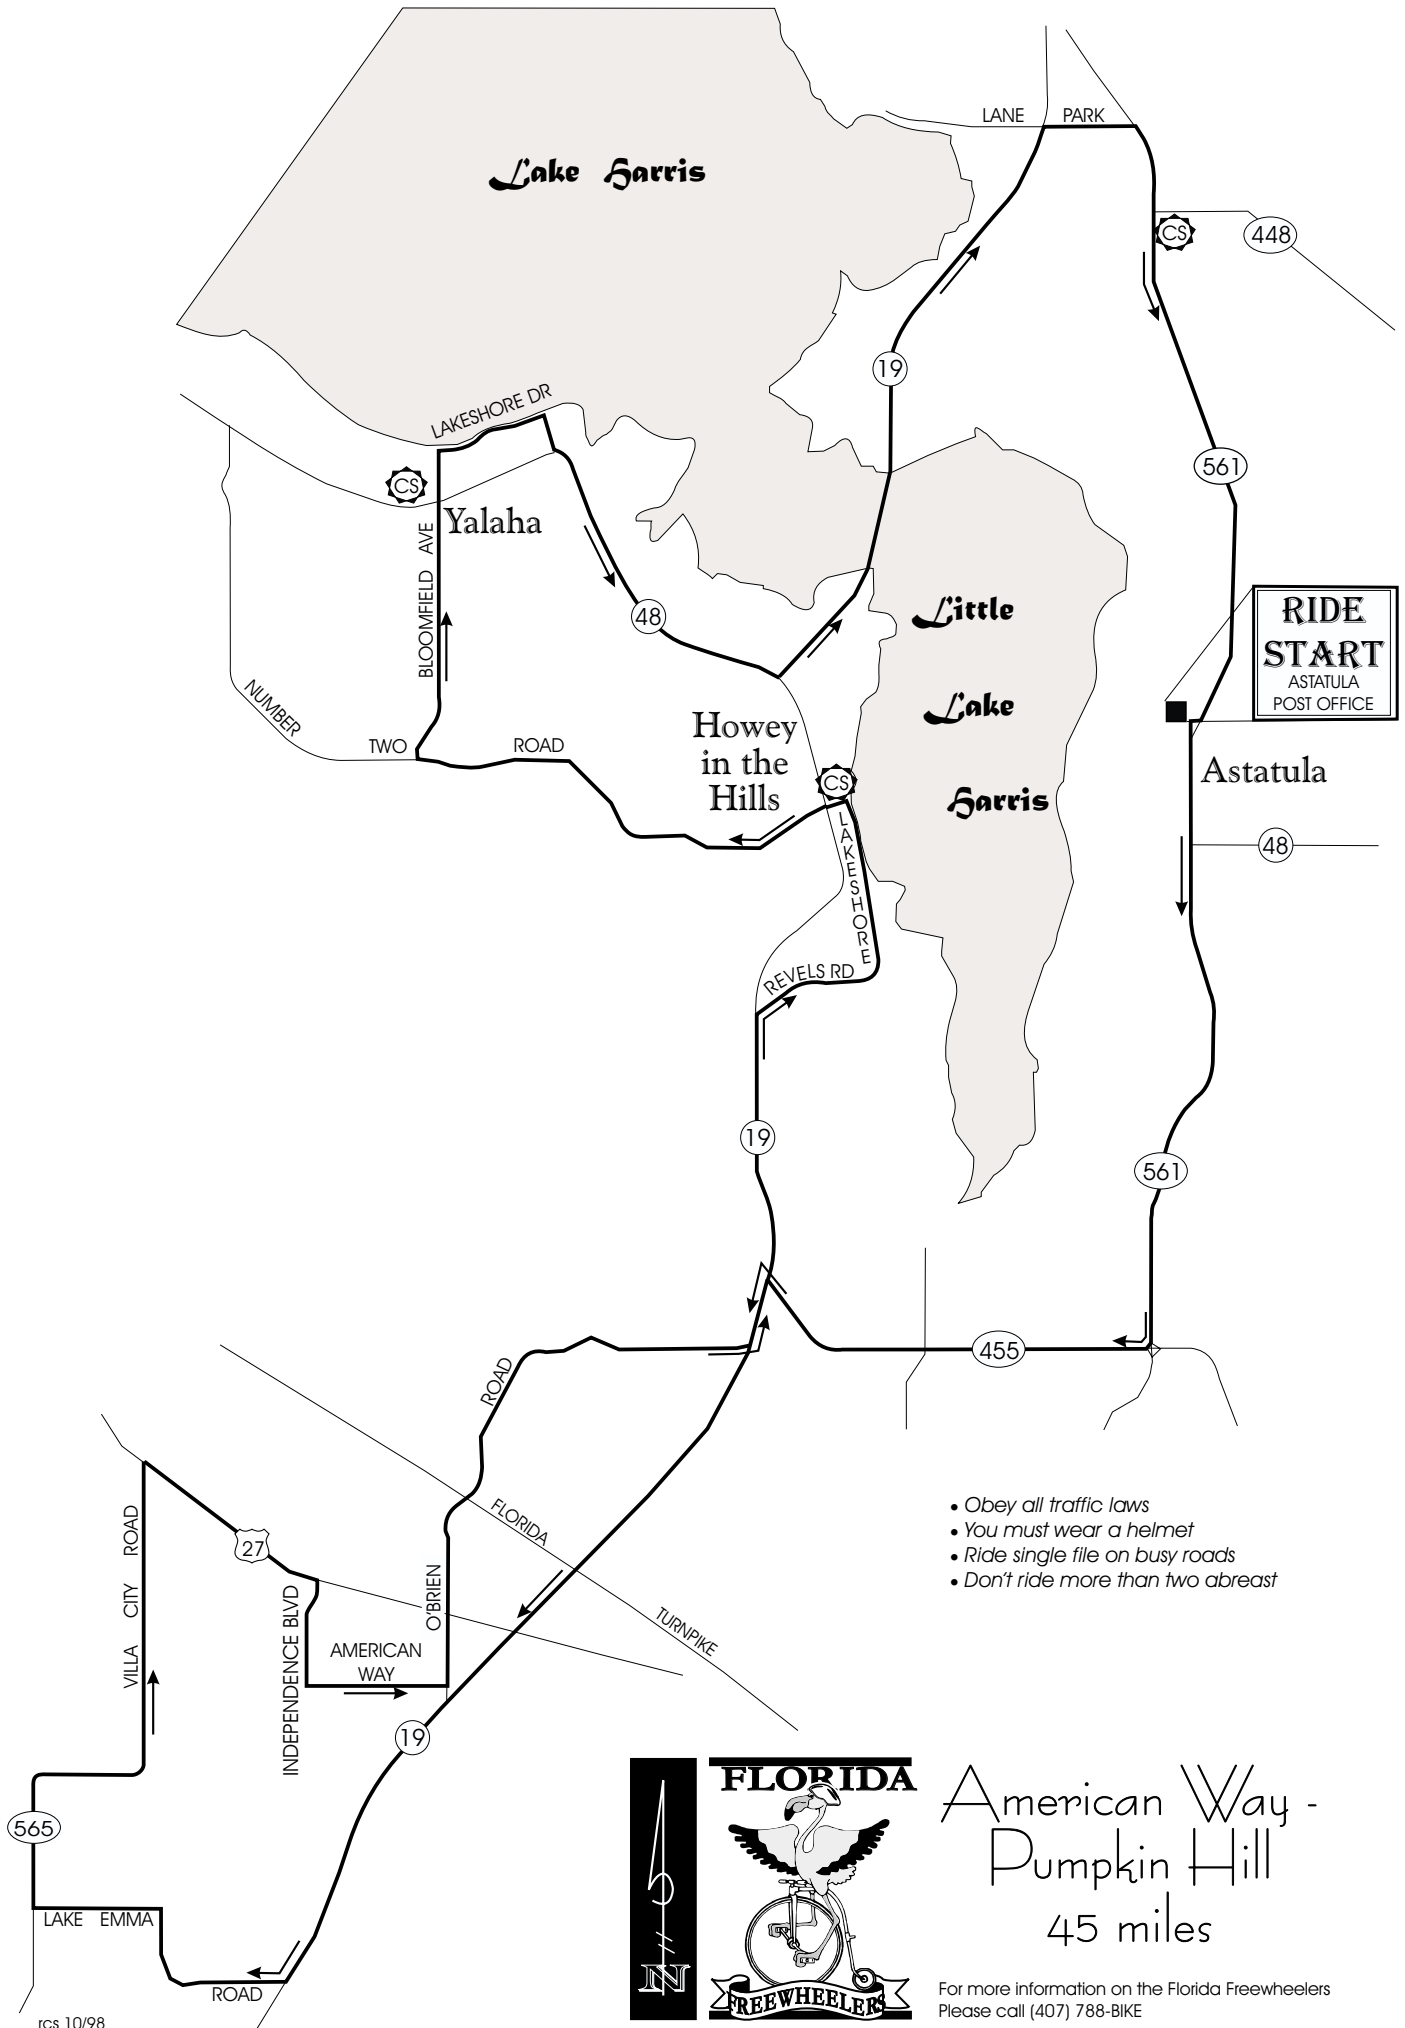 LANE PARK
Lake Harris
CS
448
19
LAKESHORE DR
561
CS
Yalaha
BLOOMFIELD AVE
48
Little
Lake
Harris
RIDE
START
ASTATULA
POST OFFICE
NUMBER TWO ROAD
Howey
in the
Hills
CS
Astatula
48
LAKESHORE
REVELS RD
19
561
455
ROAD
O'BRIEN
FLORIDA
TURNPIKE
• Obey all traffic laws
• You must wear a helmet
• Ride single file on busy roads
• Don't ride more than two abreast
VILLA CITY ROAD
27
INDEPENDENCE BLVD
AMERICAN
WAY
19
565
LAKE EMMA
ROAD
N
FLORIDA
FREEWHEELERS
American Way -
Pumpkin Hill
45 miles
For more information on the Florida Freewheelers
Please call (407) 788-BIKE
rcs 10/98